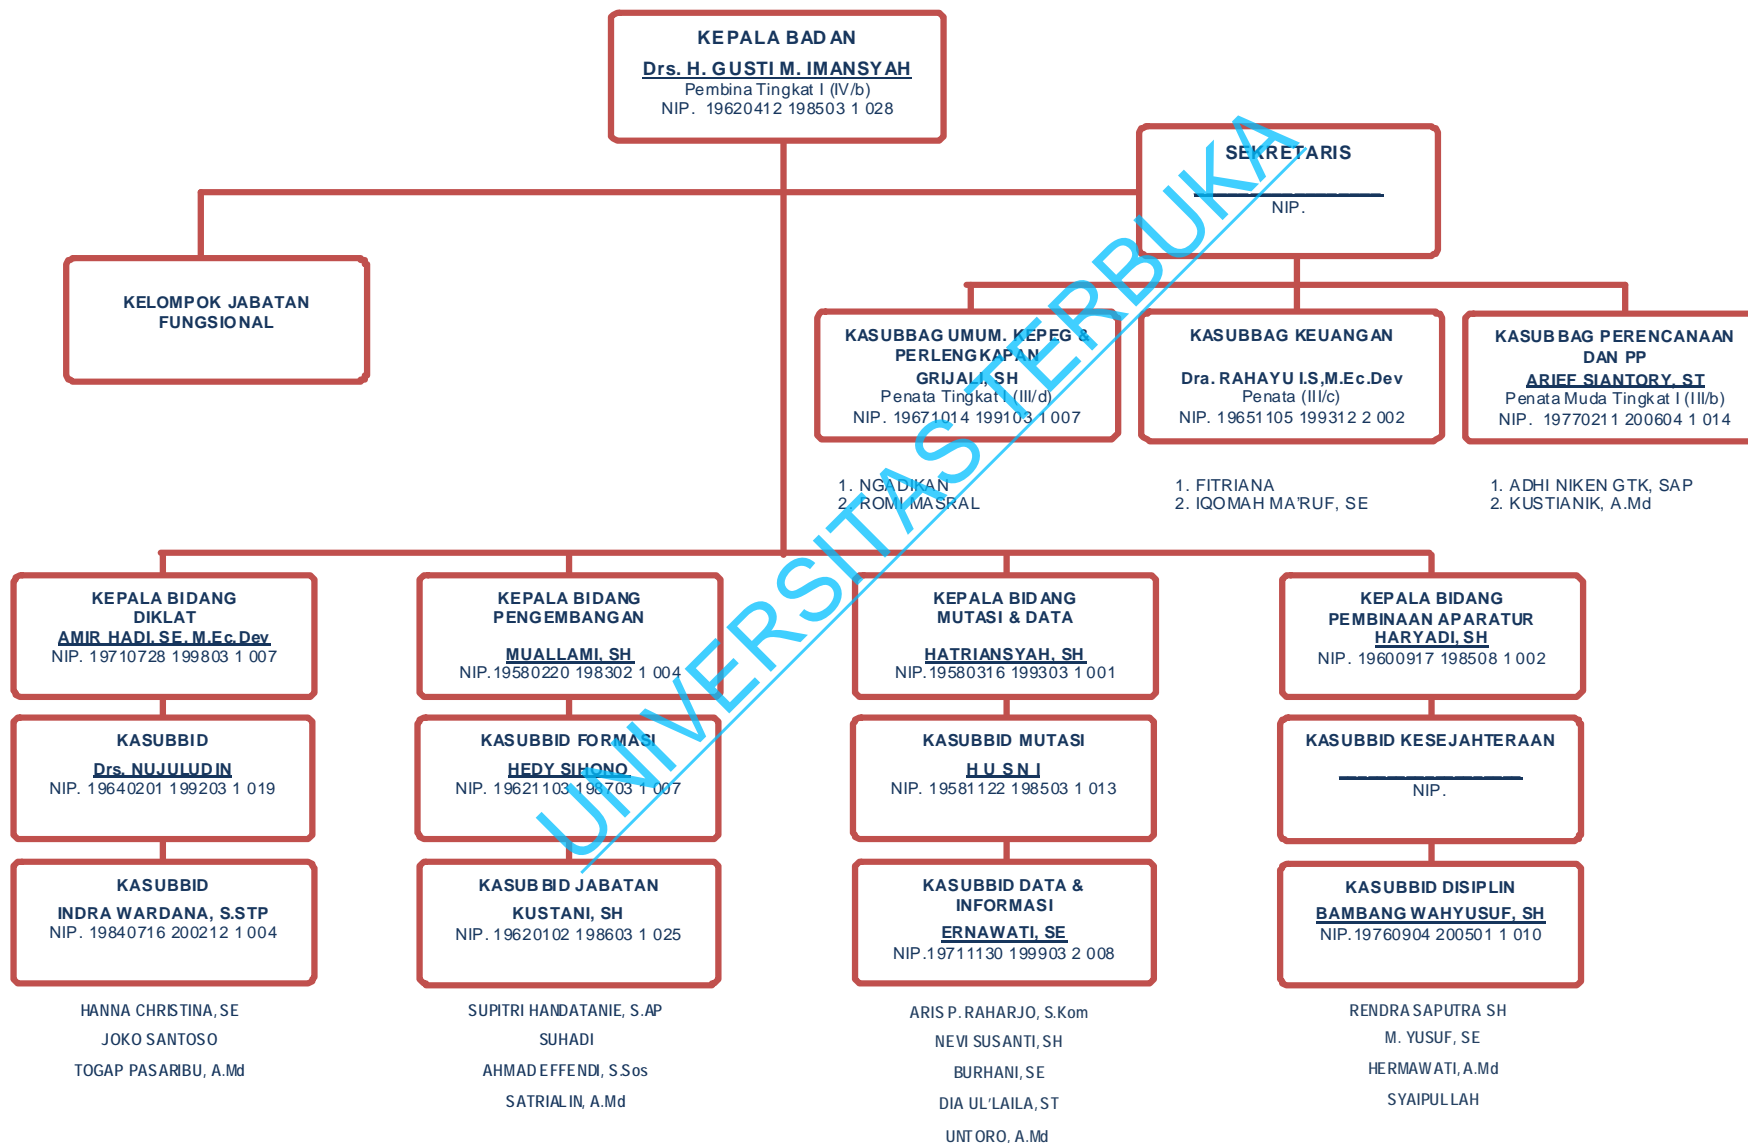 KEPALA BADAN
Drs. H. GUSTI M. IMANSYAH
Pembina Tingkat I (IV/b)
NIP. 19620412 198503 1 028
SEKRETARIS
NIP.
KELOMPOK JABATAN
FUNGSIONAL
KASUBBAG UMUM. KEPEG &
PERLENGKAPAN
GRIJALI, SH
Penata Tingkat I (III/d)
NIP. 19671014 199103 1 007
KASUBBAG KEUANGAN
Dra. RAHAYU I.S,M.Ec.Dev
Penata (III/c)
NIP. 19651105 199312 2 002
KASUBBAG PERENCANAAN
DAN PP
ARIEF SIANTORY, ST
Penata Muda Tingkat I (III/b)
NIP. 19770211 200604 1 014
1. NGADIKAN
2. ROMI MASRAL
1. FITRIANA
2. IQOMAH MA'RUF, SE
1. ADHI NIKEN GTK, SAP
2. KUSTIANIK, A.Md
KEPALA BIDANG
DIKLAT
AMIR HADI, SE, M.Ec.Dev
NIP. 19710728 199803 1 007
KEPALA BIDANG
PENGEMBANGAN
MUALLAMI, SH
NIP.19580220 198302 1 004
KEPALA BIDANG
MUTASI & DATA
HATRIANSYAH, SH
NIP.19580316 199303 1 001
KEPALA BIDANG
PEMBINAAN APARATUR
HARYADI, SH
NIP. 19600917 198508 1 002
KASUBBID
Drs. NUJULUDIN
NIP. 19640201 199203 1 019
KASUBBID FORMASI
HEDY SIHONO
NIP. 19621103 198703 1 007
KASUBBID MUTASI
H U S N I
NIP. 19581122 198503 1 013
KASUBBID KESEJAHTERAAN
NIP.
KASUBBID
INDRA WARDANA, S.STP
NIP. 19840716 200212 1 004
KASUBBID JABATAN
KUSTANI, SH
NIP. 19620102 198603 1 025
KASUBBID DATA &
INFORMASI
ERNAWATI, SE
NIP.19711130 199903 2 008
KASUBBID DISIPLIN
BAMBANG WAHYUSUF, SH
NIP.19760904 200501 1 010
HANNA CHRISTINA, SE
JOKO SANTOSO
TOGAP PASARIBU, A.Md
SUPITRI HANDATANIE, S.AP
SUHADI
AHMAD EFFENDI, S.Sos
SATRIALIN, A.Md
ARIS P. RAHARJO, S.Kom
NEVI SUSANTI, SH
BURHANI, SE
DIA UL'LAILA, ST
UNTORO, A.Md
RENDRA SAPUTRA SH
M. YUSUF, SE
HERMAWATI, A.Md
SYAIPULLAH
UNIVERSITAS TERBUKA